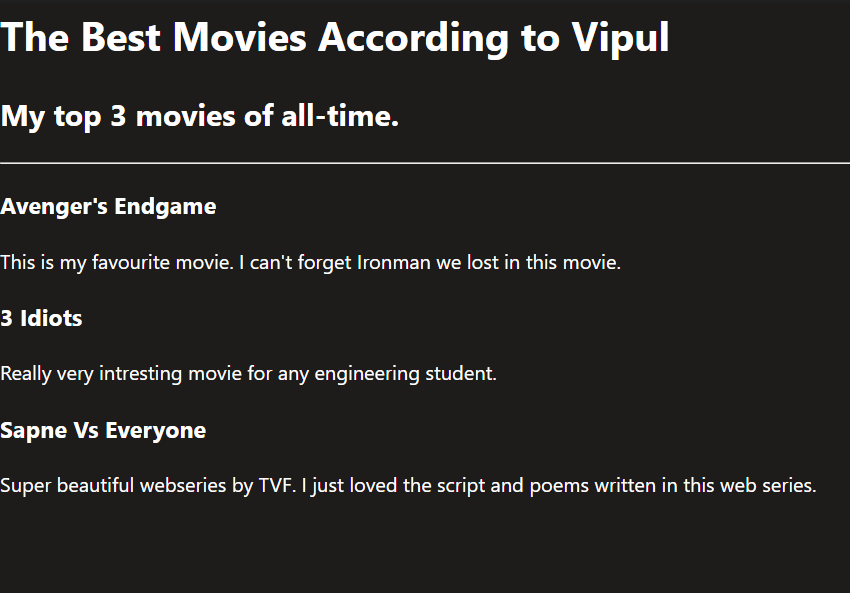 The Best Movies According to Vipul
My top 3 movies of all-time.
Avenger's Endgame
This is my favourite movie. I can't forget Ironman we lost in this movie.
3 Idiots
Really very intresting movie for any engineering student.
Sapne Vs Everyone
Super beautiful webseries by TVF. I just loved the script and poems written in this web series.